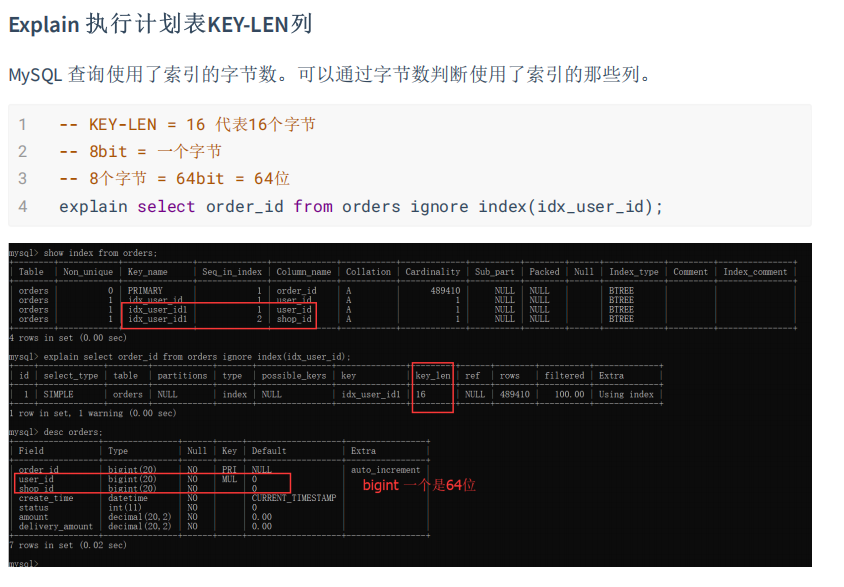 Explain 执行计划表KEY-LEN列
MySQL 查询使用了索引的字节数。可以通过字节数判断使用了索引的那些列。
1 -- KEY-LEN = 16 代表16个字节
2 -- 8bit = 一个字节
3 -- 8个字节 = 64bit = 64位
4 explain select order_id from orders ignore index(idx_user_id);
mysql> show index from orders;
| Table | Non_unique | Key_name | Seq_in_index | Column_name | Collation | Cardinality | Sub_part | Packed | Null | Index_type | Comment | Index_comment |
| orders | 0 | PRIMARY | 1 | order_id | A | 489410 | NULL | NULL | | BTREE | | |
| orders | 1 | idx_user_id | 1 | user_id | A | 1 | NULL | NULL | | BTREE | | |
| orders | 1 | idx_user_id1 | 1 | user_id | A | 1 | NULL | NULL | | BTREE | | |
| orders | 1 | idx_user_id1 | 2 | shop_id | A | 1 | NULL | NULL | | BTREE | | |
4 rows in set (0.00 sec)
mysql> explain select order_id from orders ignore index(idx_user_id);
| id | select_type | table | partitions | type | possible_keys | key | key_len | ref | rows | filtered | Extra |
| 1 | SIMPLE | orders | NULL | index | NULL | idx_user_id1 | 16 | NULL | 489410 | 100.00 | Using index |
1 row in set, 1 warning (0.00 sec)
mysql> desc orders;
| Field | Type | Null | Key | Default | Extra |
| order_id | bigint(20) | NO | PRI | NULL | auto_increment |
| user_id | bigint(20) | NO | MUL | 0 | |
| shop_id | bigint(20) | NO | | 0 | |
bigint 一个是64位
| create_time | datetime | NO | | CURRENT_TIMESTAMP | |
| status | int(11) | NO | | 0 | |
| amount | decimal(20,2) | NO | | 0.00 | |
| delivery_amount | decimal(20,2) | NO | | 0.00 | |
7 rows in set (0.02 sec)
mysql>